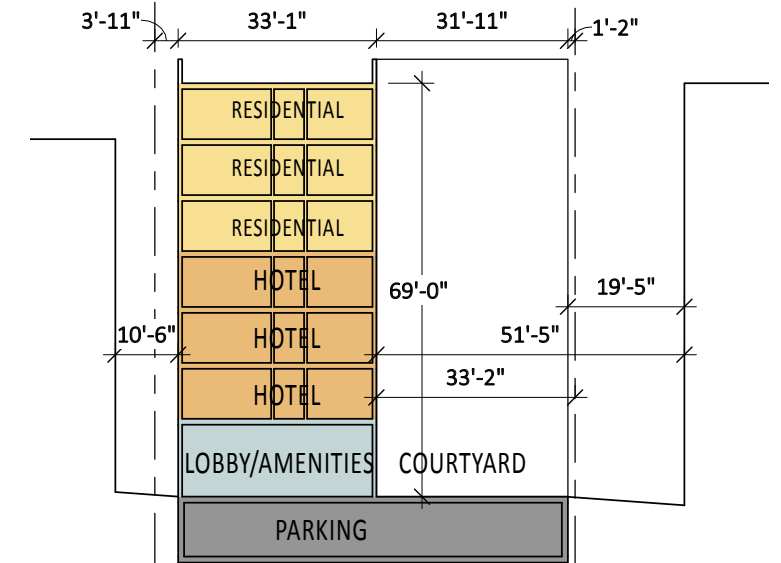 3'-11" 33'-1" 31'-11" 1'-2"
RESIDENTIAL
RESIDENTIAL
RESIDENTIAL
HOTEL
69'-0" 19'-5"
10'-6" HOTEL 51'-5"
HOTEL 33'-2"
LOBBY/AMENITIES COURTYARD
PARKING